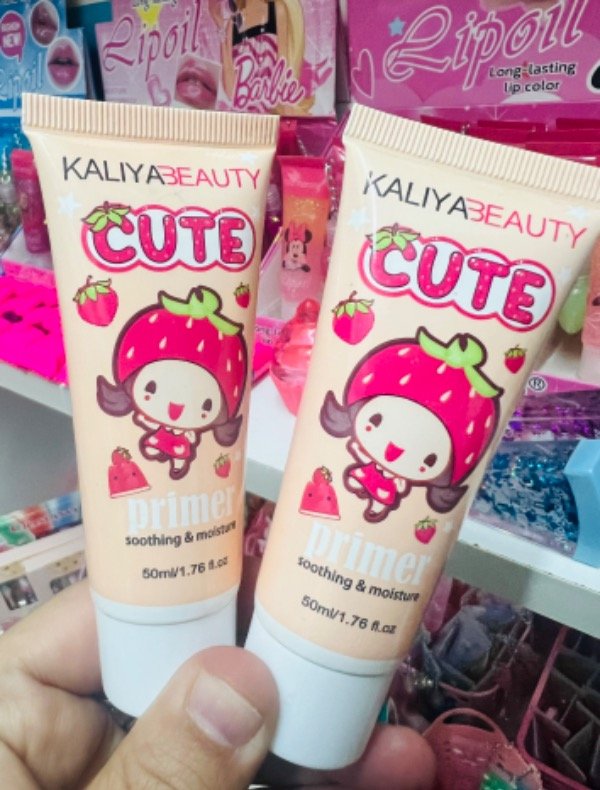 Lipoil
Barbie
Lipoil
Long-lasting
lip color
KALIYABEAUTY
CUTE
primer
soothing & moisture
50ml/1.76 fl.oz
KALIYABEAUTY
CUTE
primer
soothing & moisture
50ml/1.76 fl.oz
®